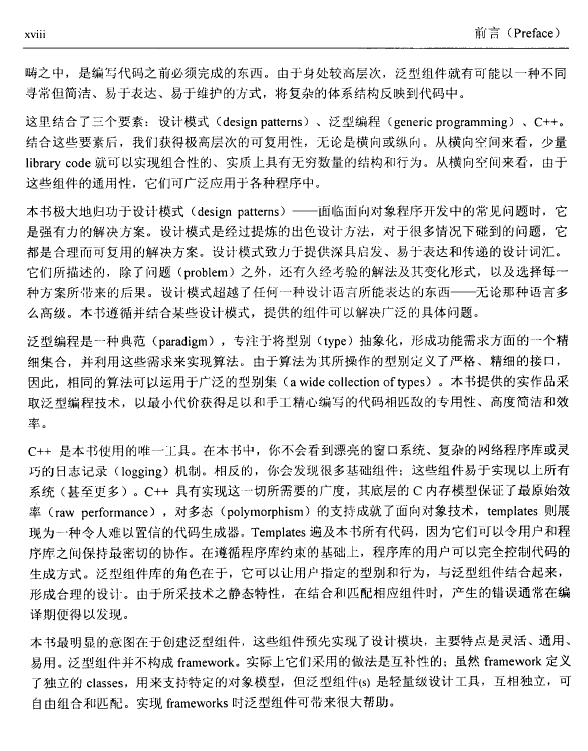 xviii 前言（Preface）
畴之中，是编写代码之前必须完成的东西。由于身处较高层次，泛型组件就有可能以一种不同
寻常但简洁、易于表达、易于维护的方式，将复杂的体系结构反映到代码中。
这里结合了三个要素：设计模式（design patterns）、泛型编程（generic programming）、C++。
结合这些要素后，我们获得极高层次的可复用性，无论是横向或纵向。从横向空间来看，少量
library code 就可以实现组合性的、实质上具有无穷数量的结构和行为。从横向空间来看，由于
这些组件的通用性，它们可广泛应用于各种程序中。
本书极大地归功于设计模式（design patterns）——面临面向对象程序开发中的常见问题时，它
是强有力的解决方案。设计模式是经过提炼的出色设计方法，对于很多情况下碰到的问题，它
都是合理而可复用的解决方案。设计模式致力于提供深具启发、易于表达和传递的设计词汇。
它们所描述的，除了问题（problem）之外，还有久经考验的解法及其变化形式，以及选择每一
种方案所带来的后果。设计模式超越了任何一种设计语言所能表达的东西——无论那种语言多
么高级。本书遵循并结合某些设计模式，提供的组件可以解决广泛的具体问题。
泛型编程是一种典范（paradigm），专注于将型别（type）抽象化，形成功能需求方面的一个精
细集合，并利用这些需求来实现算法。由于算法为其所操作的型别定义了严格、精细的接口，
因此，相同的算法可以运用于广泛的型别集（a wide collection of types）。本书提供的实作品采
取泛型编程技术，以最小代价获得足以和手工精心编写的代码相匹敌的专用性、高度简洁和效
率。
C++ 是本书使用的唯一工具。在本书中，你不会看到漂亮的窗口系统、复杂的网络程序库或灵
巧的日志记录（logging）机制。相反的，你会发现很多基础组件；这些组件易于实现以上所有
系统（甚至更多）。C++ 具有实现这一切所需要的广度，其底层的 C 内存模型保证了最原始效
率（raw performance），对多态（polymorphism）的支持成就了面向对象技术，templates 则展
现为一种令人难以置信的代码生成器。Templates 遍及本书所有代码，因为它们可以令用户和程
序库之间保持最密切的协作。在遵循程序库约束的基础上，程序库的用户可以完全控制代码的
生成方式。泛型组件库的角色在于，它可以让用户指定的型别和行为，与泛型组件结合起来，
形成合理的设计。由于所采技术之静态特性，在结合和匹配相应组件时，产生的错误通常在编
译期便得以发现。
本书最明显的意图在于创建泛型组件，这些组件预先实现了设计模块，主要特点是灵活、通用、
易用。泛型组件并不构成 framework。实际上它们采用的做法是互补性的；虽然 framework 定义
了独立的 classes，用来支持特定的对象模型，但泛型组件(s) 是轻量级设计工具，互相独立，可
自由组合和匹配。实现 frameworks 时泛型组件可带来很大帮助。